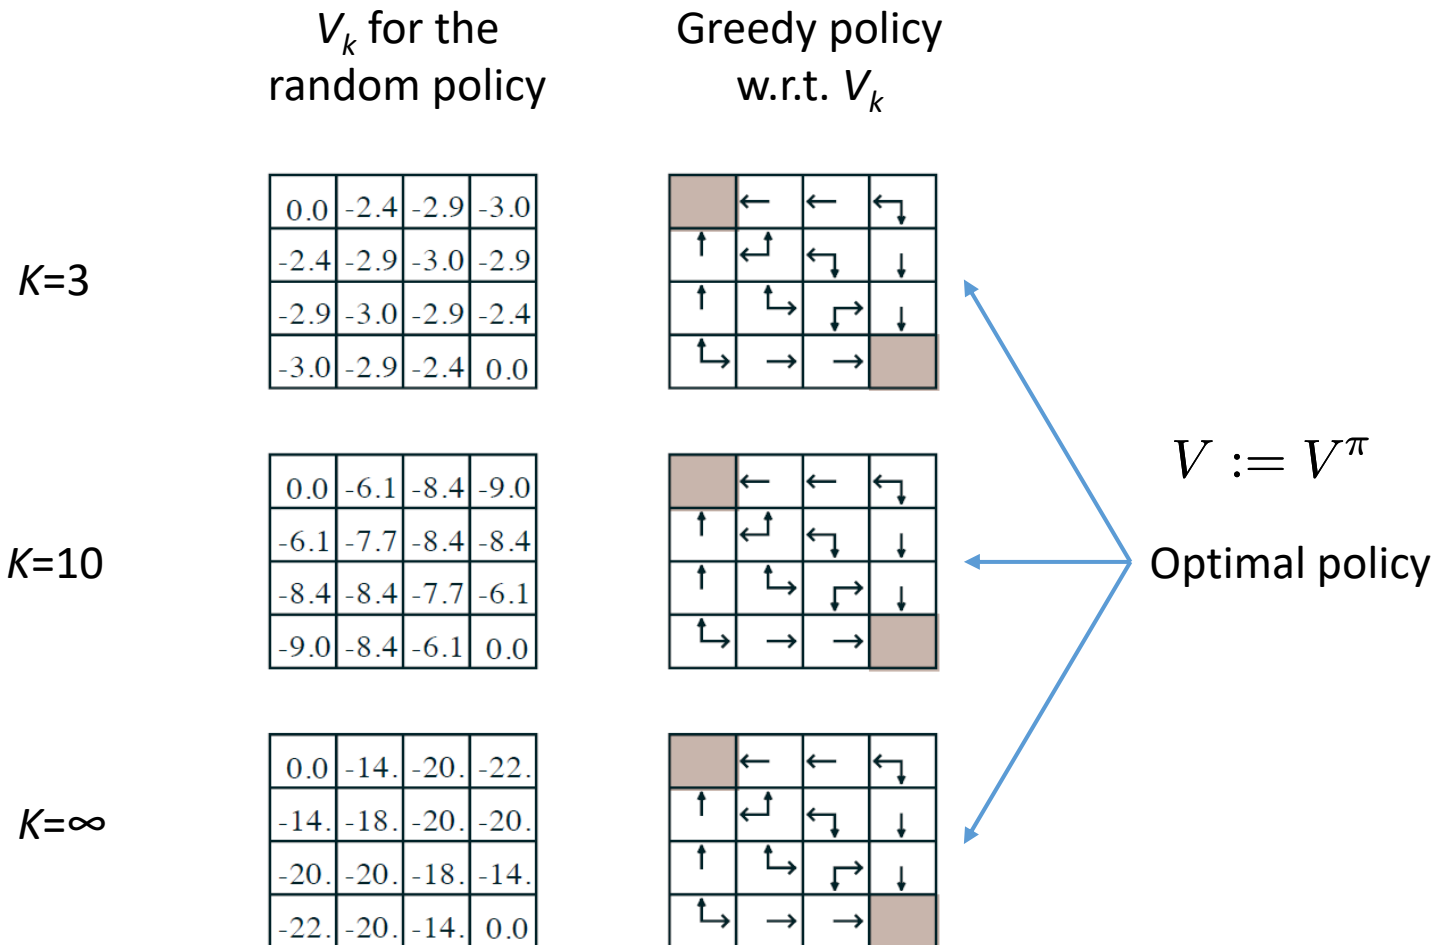 V_k for the
random policy
Greedy policy
w.r.t. V_k
K=3
0.0 -2.4 -2.9 -3.0
-2.4 -2.9 -3.0 -2.9
-2.9 -3.0 -2.9 -2.4
-3.0 -2.9 -2.4 0.0
K=10
0.0 -6.1 -8.4 -9.0
-6.1 -7.7 -8.4 -8.4
-8.4 -8.4 -7.7 -6.1
-9.0 -8.4 -6.1 0.0
V := V^π
Optimal policy
K=∞
0.0 -14. -20. -22.
-14. -18. -20. -20.
-20. -20. -18. -14.
-22. -20. -14. 0.0